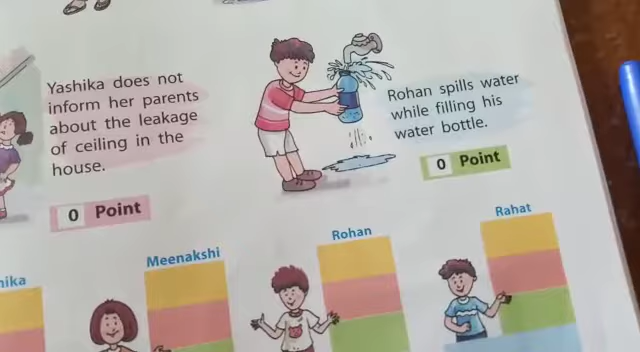 Yashika does not
inform her parents
about the leakage
of ceiling in the
house.
0 Point
Rohan spills water
while filling his
water bottle.
0 Point
Meenakshi
Rohan
Rahat